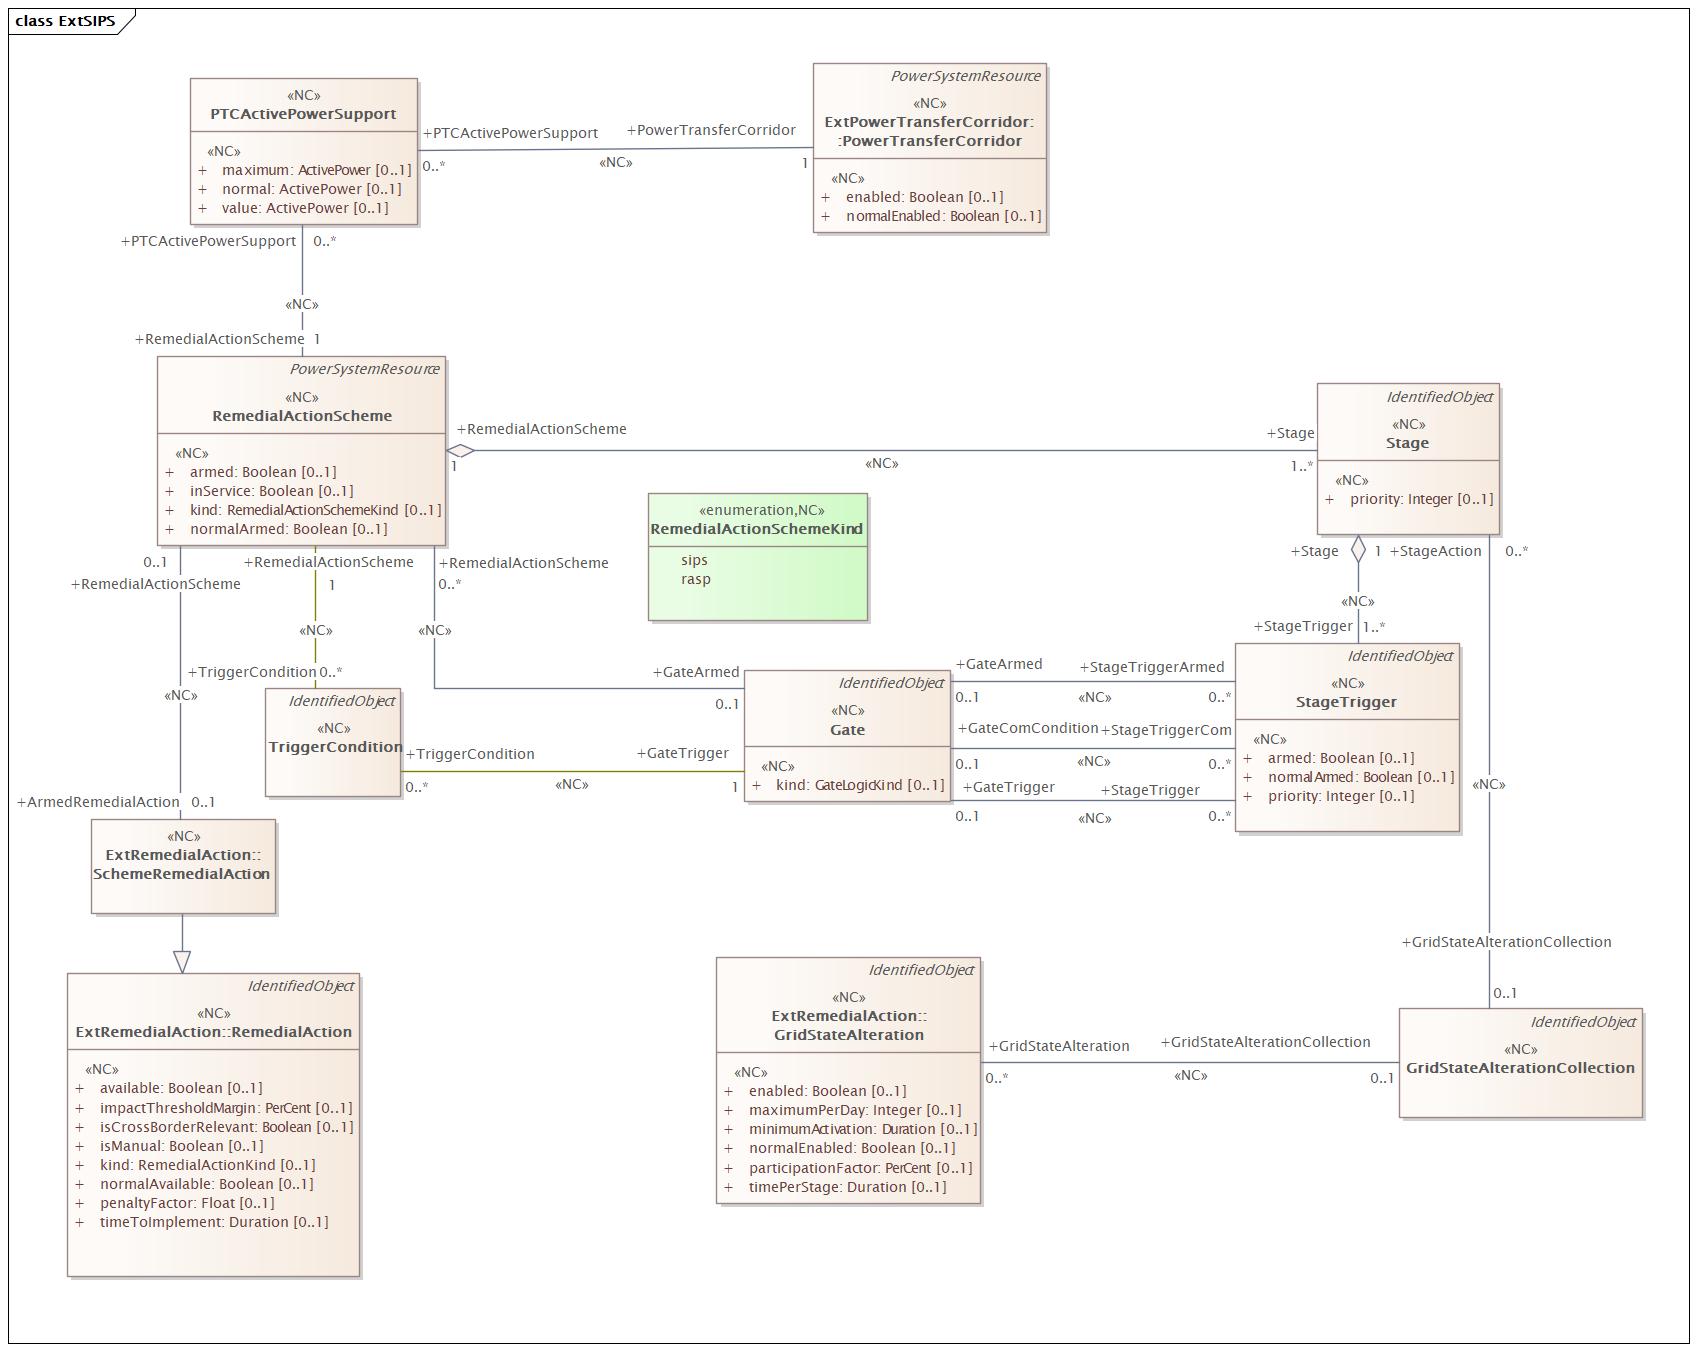 class ExtSIPS
«NC»
PTCActivePowerSupport
«NC»
+ maximum: ActivePower [0..1]
+ normal: ActivePower [0..1]
+ value: ActivePower [0..1]
+PTCActivePowerSupport
0..*
+PowerTransferCorridor
1
«NC»
PowerSystemResource
«NC»
ExtPowerTransferCorridor:
:PowerTransferCorridor
«NC»
+ enabled: Boolean [0..1]
+ normalEnabled: Boolean [0..1]
+PTCActivePowerSupport 0..*
«NC»
+RemedialActionScheme 1
PowerSystemResource
«NC»
RemedialActionScheme
«NC»
+ armed: Boolean [0..1]
+ inService: Boolean [0..1]
+ kind: RemedialActionSchemeKind [0..1]
+ normalArmed: Boolean [0..1]
+RemedialActionScheme
1
«NC»
+Stage
1..*
IdentifiedObject
«NC»
Stage
«NC»
+ priority: Integer [0..1]
«enumeration,NC»
RemedialActionSchemeKind
sips
rasp
0..1
+RemedialActionScheme
«NC»
+ArmedRemedialAction 0..1
+RemedialActionScheme
1
«NC»
+TriggerCondition 0..*
+RemedialActionScheme
0..*
«NC»
+GateArmed
0..1
+Stage 1
«NC»
+StageTrigger 1..*
+StageAction 0..*
«NC»
+GridStateAlterationCollection
0..1
IdentifiedObject
«NC»
TriggerCondition
+TriggerCondition
0..*
«NC»
+GateTrigger
1
IdentifiedObject
«NC»
Gate
«NC»
+ kind: GateLogicKind [0..1]
+GateArmed
0..1
«NC»
+StageTriggerArmed
0..*
+GateComCondition
0..1
«NC»
+StageTriggerCom
0..*
+GateTrigger
0..1
«NC»
+StageTrigger
0..*
IdentifiedObject
«NC»
StageTrigger
«NC»
+ armed: Boolean [0..1]
+ normalArmed: Boolean [0..1]
+ priority: Integer [0..1]
«NC»
ExtRemedialAction::
SchemeRemedialAction
IdentifiedObject
«NC»
ExtRemedialAction::RemedialAction
«NC»
+ available: Boolean [0..1]
+ impactThresholdMargin: PerCent [0..1]
+ isCrossBorderRelevant: Boolean [0..1]
+ isManual: Boolean [0..1]
+ kind: RemedialActionKind [0..1]
+ normalAvailable: Boolean [0..1]
+ penaltyFactor: Float [0..1]
+ timeToImplement: Duration [0..1]
IdentifiedObject
«NC»
ExtRemedialAction::
GridStateAlteration
«NC»
+ enabled: Boolean [0..1]
+ maximumPerDay: Integer [0..1]
+ minimumActivation: Duration [0..1]
+ normalEnabled: Boolean [0..1]
+ participationFactor: PerCent [0..1]
+ timePerStage: Duration [0..1]
+GridStateAlteration
0..*
«NC»
+GridStateAlterationCollection
0..1
IdentifiedObject
«NC»
GridStateAlterationCollection